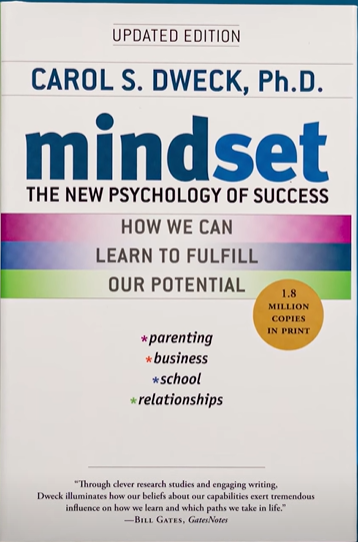 UPDATED EDITION
CAROL S. DWECK, Ph.D.
mindset
THE NEW PSYCHOLOGY OF SUCCESS
HOW WE CAN
LEARN TO FULFILL
OUR POTENTIAL
1.8
MILLION
COPIES
IN PRINT
*parenting
*business
*school
*relationships
“Through clever research studies and engaging writing,
Dweck illuminates how our beliefs about our capabilities exert tremendous
influence on how we learn and which paths we take in life.”
—BILL GATES, GatesNotes